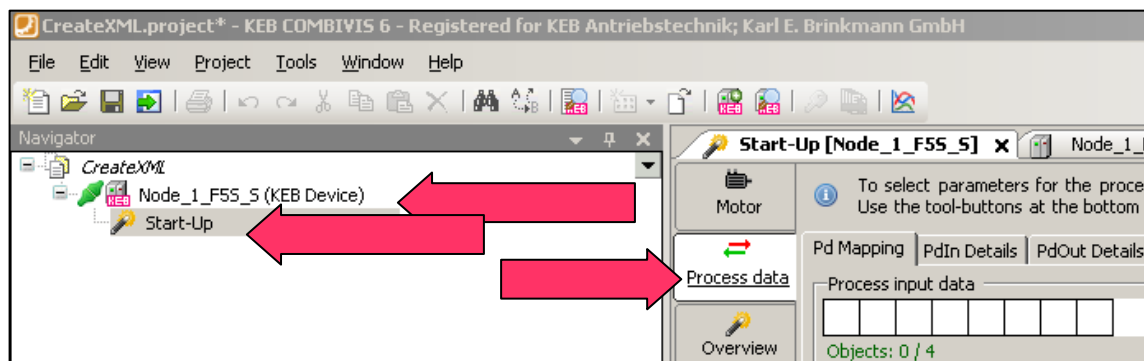 CreateXML.project* - KEB COMBIVIS 6 - Registered for KEB Antriebstechnik; Karl E. Brinkmann GmbH
File Edit View Project Tools Window Help
Navigator
CreateXML
Node_1_F5S_S (KEB Device)
Start-Up
Start-Up [Node_1_F5S_S] Node_1_
Motor
To select parameters for the proce
Use the tool-buttons at the bottom
Process data
Pd Mapping PdIn Details PdOut Details
Process input data
Overview
Objects: 0 / 4